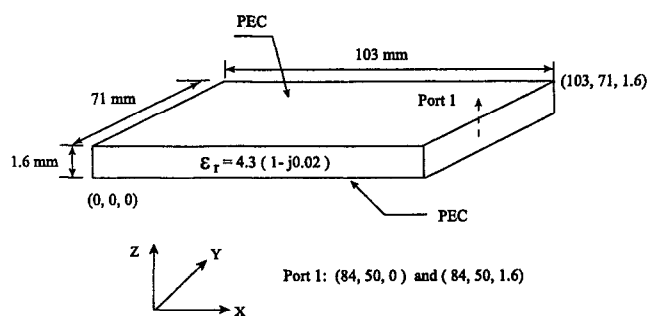 PEC
103 mm
(103, 71, 1.6)
71 mm
Port 1
1.6 mm
ε_r = 4.3 ( 1- j0.02 )
(0, 0, 0)
PEC
Z
Y
X
Port 1: (84, 50, 0 ) and ( 84, 50, 1.6)